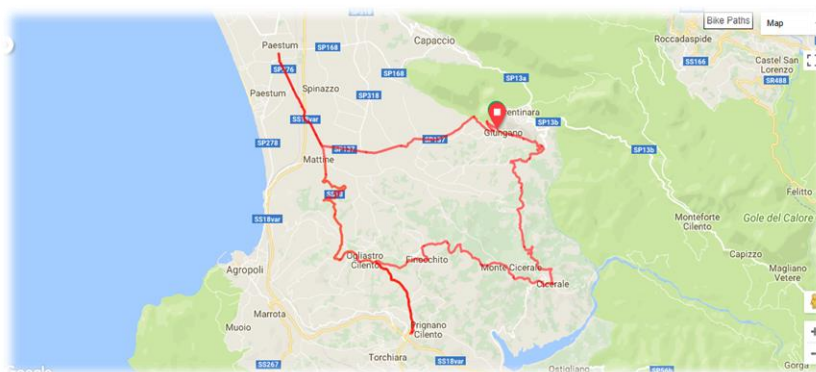 Bike Paths
Map
SP318
Paestum
SP168
Capaccio
Roccadaspide
SS166
Castel San
Lorenzo
SP276
SP13a
SR488
SP168
Paestum
Spinazzo
SP318
SS18var
Giungano
SP13b
SP278
SP137
SP137
Mattine
SP13b
Felitto
SS18
Monteforte
Cilento
Gole del Calore
SS18var
Ogliastro
Cilento
Finocchito
Capizzo
Agropoli
Monte Cicerale
Magliano
Vetere
Cicerale
Marrota
Muoio
Prignano
Cilento
Torchiara
SS267
SS18var
Ostigliano
Gorga